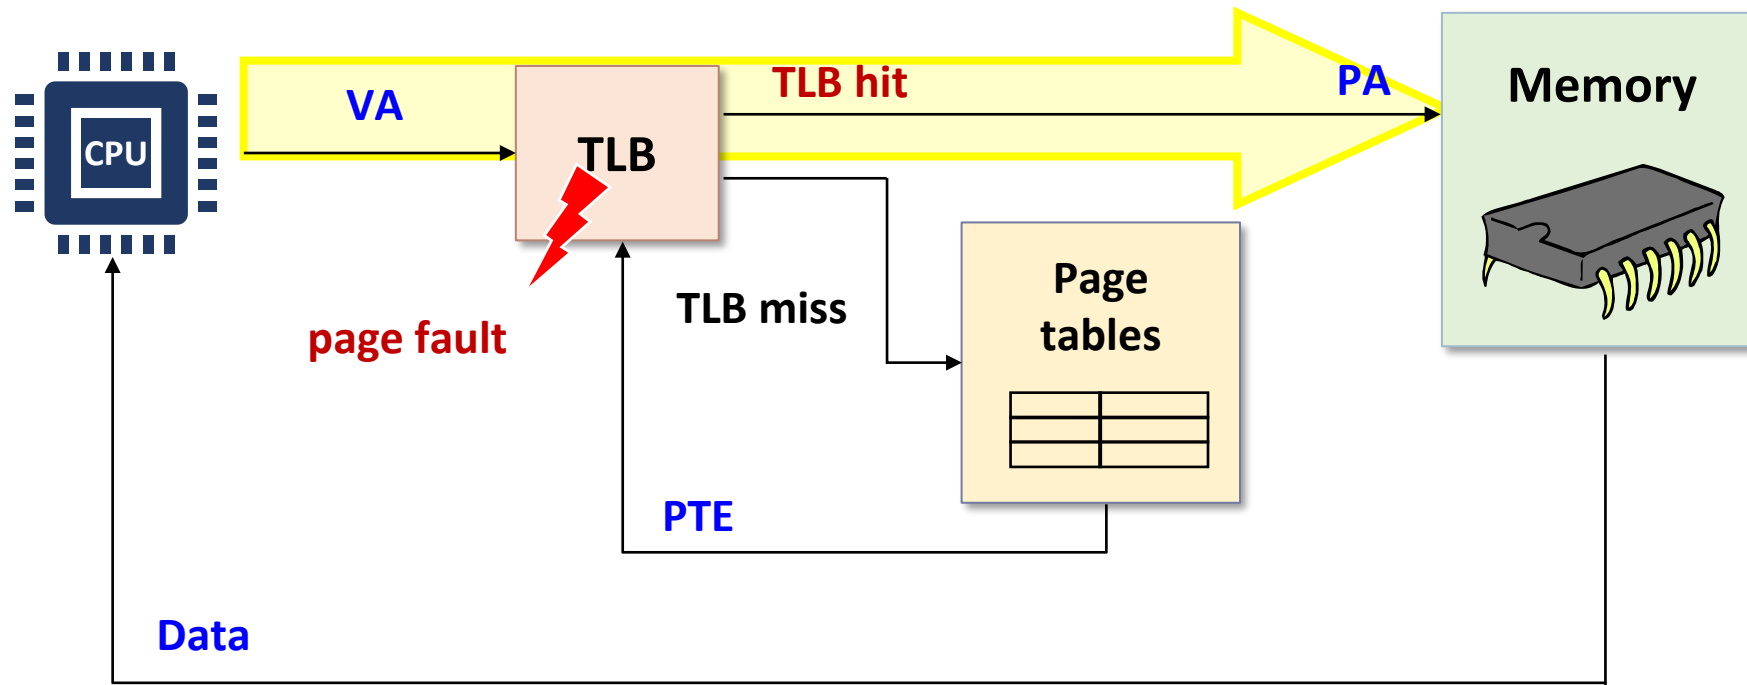 CPU
VA
TLB
TLB hit
PA
Memory
page fault
TLB miss
Page
tables
PTE
Data